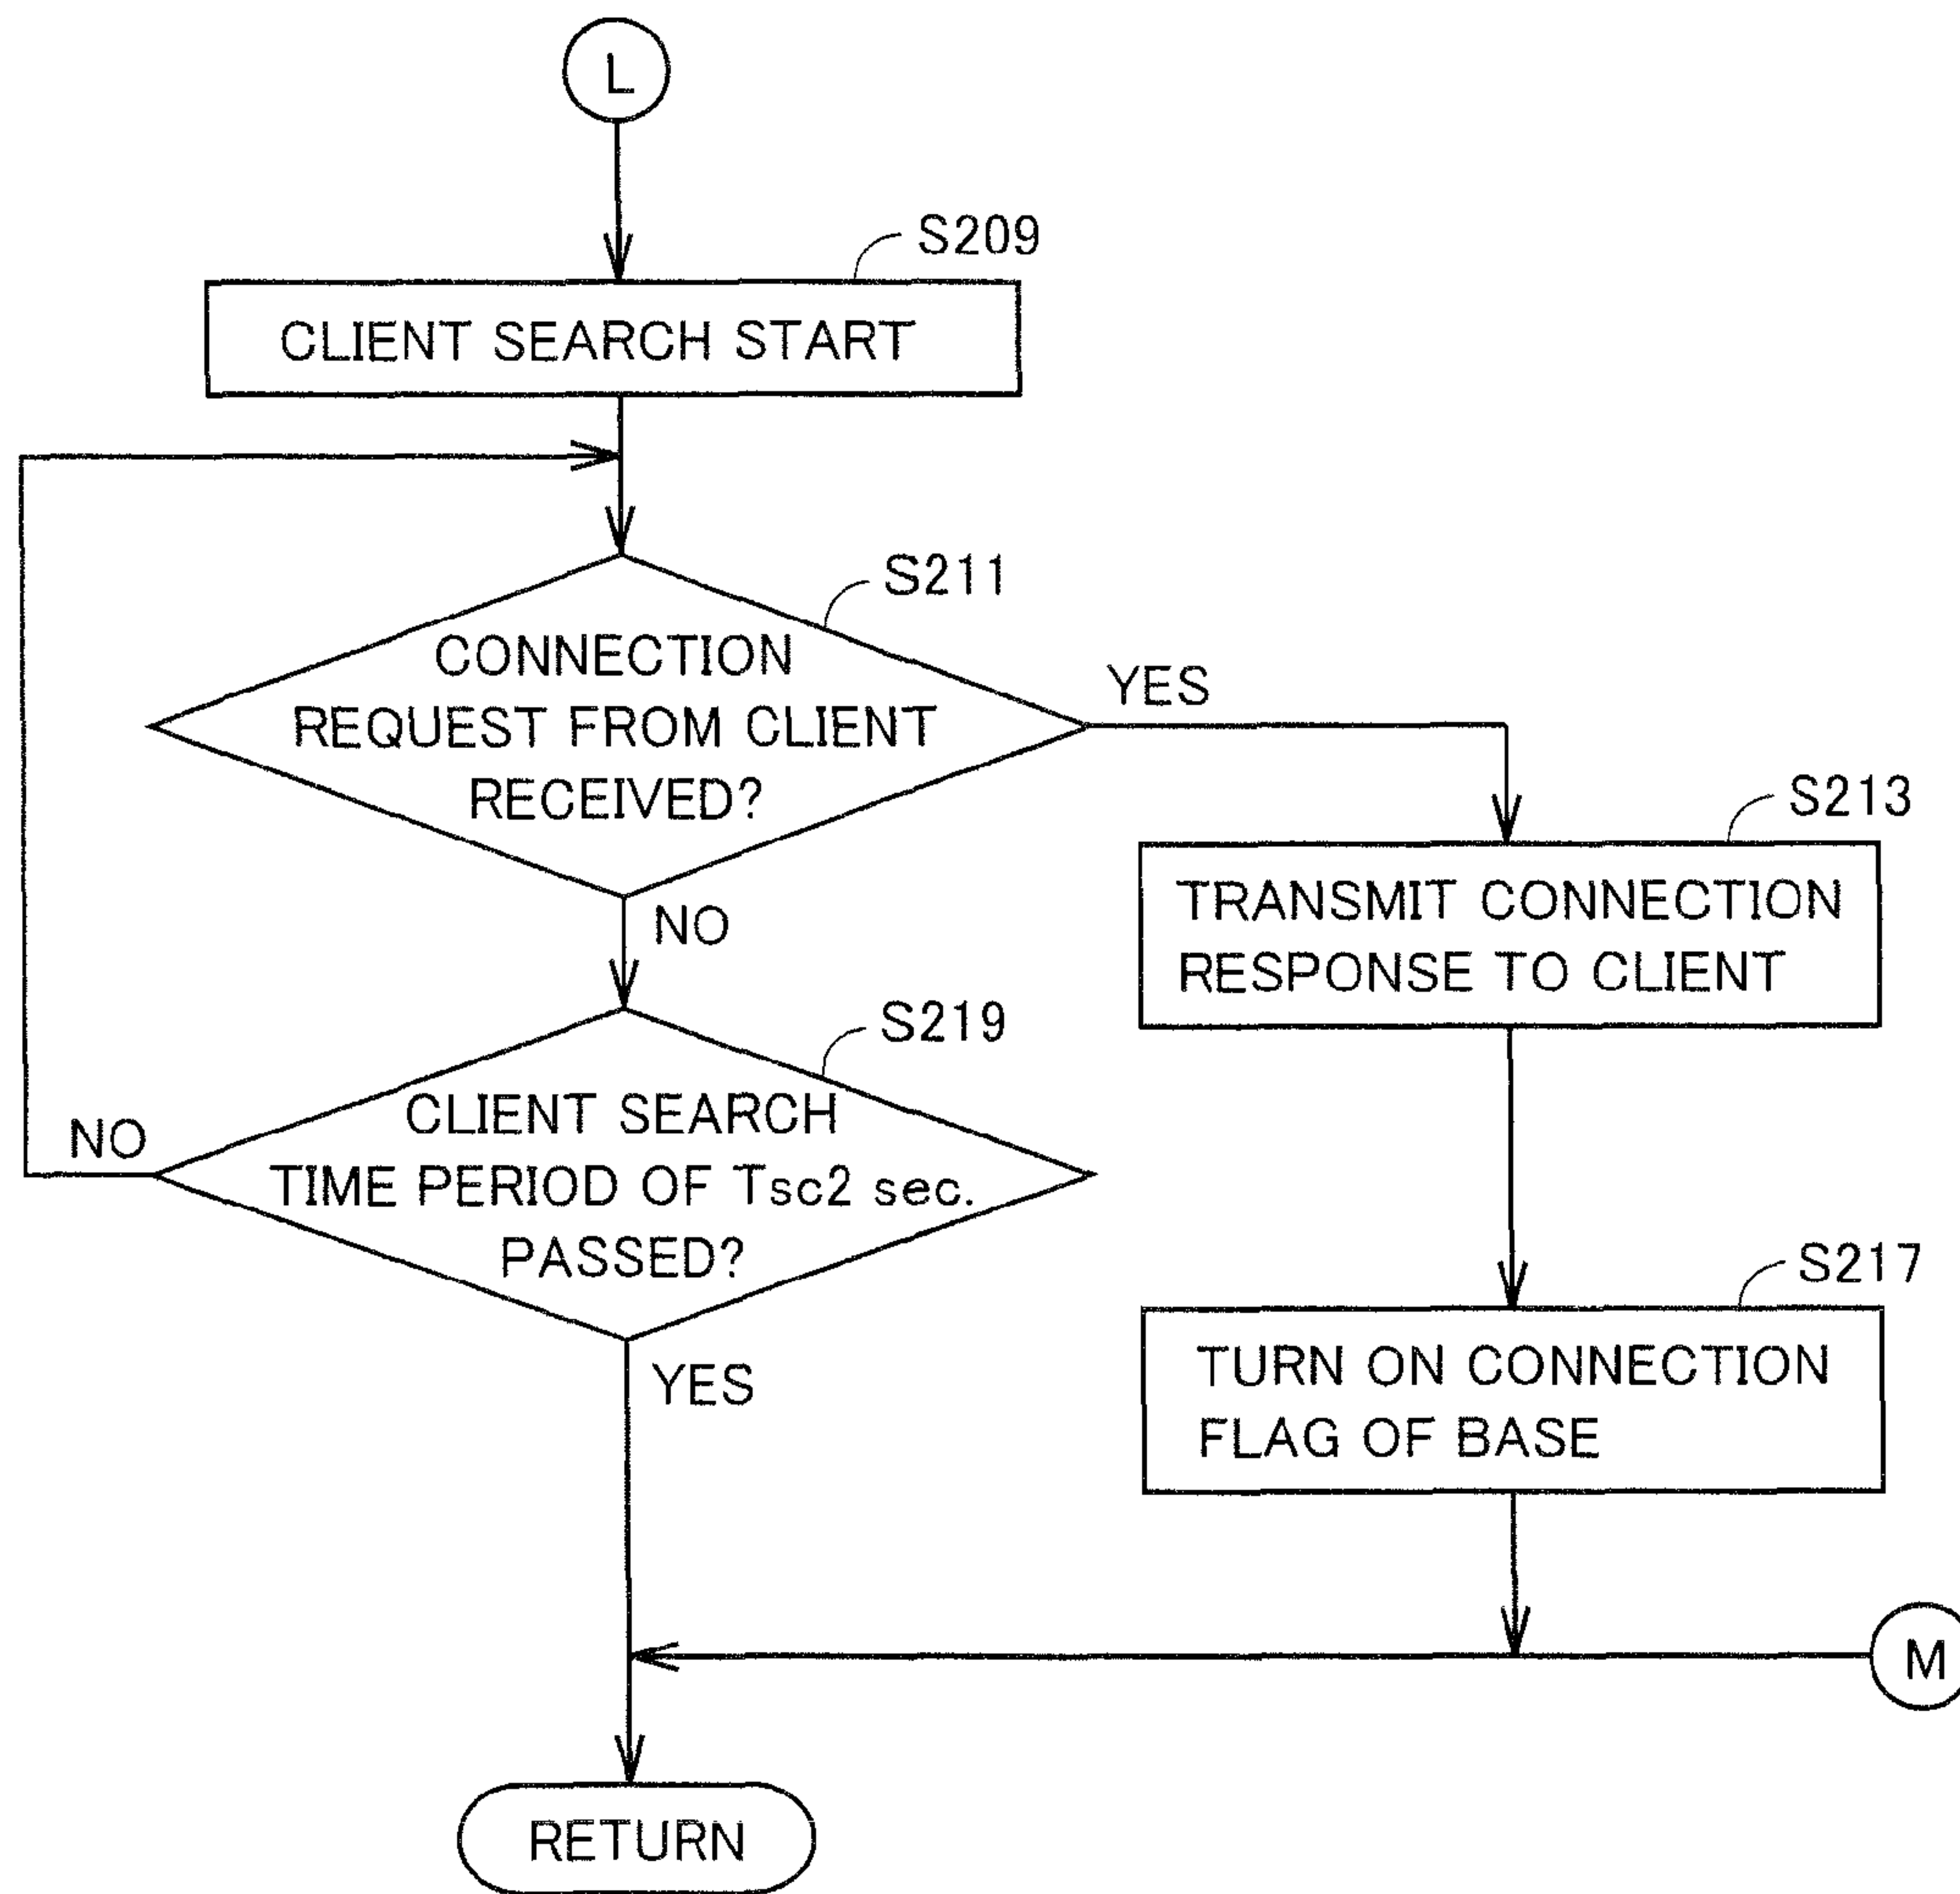 L
S209
CLIENT SEARCH START
S211
CONNECTION
REQUEST FROM CLIENT
RECEIVED?
YES
NO
S213
TRANSMIT CONNECTION
RESPONSE TO CLIENT
S219
CLIENT SEARCH
TIME PERIOD OF Tsc2 sec.
PASSED?
NO
YES
S217
TURN ON CONNECTION
FLAG OF BASE
M
RETURN